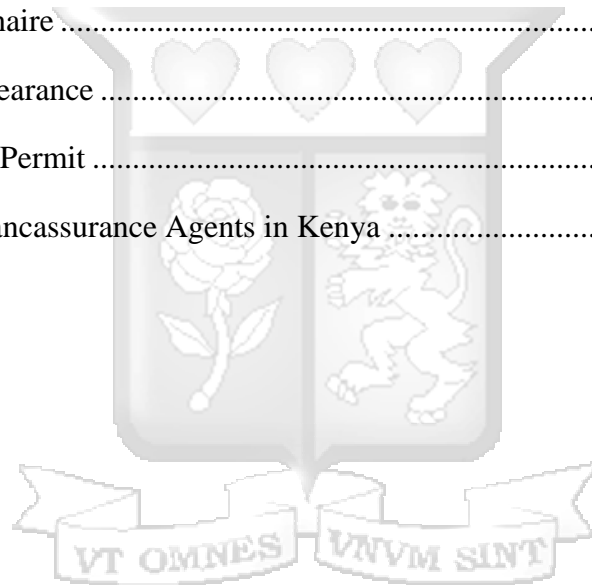 naire ..........................................................................
earance ....................................................................
Permit .....................................................................
ancassurance Agents in Kenya ............................
VT OMNES VNVM SINT